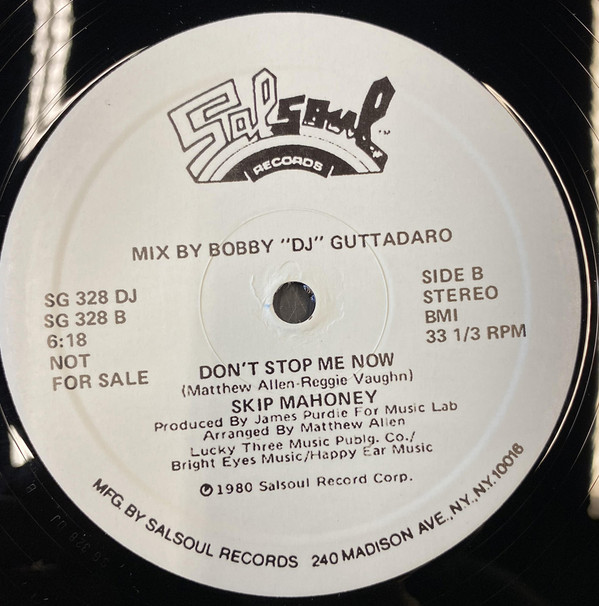 Salsoul
RECORDS
MIX BY BOBBY "DJ" GUTTADARO
SG 328 DJ
SG 328 B
6:18
NOT
FOR SALE
SIDE B
STEREO
BMI
33 1/3 RPM
DON'T STOP ME NOW
(Matthew Allen-Reggie Vaughn)
SKIP MAHONEY
Produced By James Purdie For Music Lab
Arranged By Matthew Allen
Lucky Three Music Publg. Co./
Bright Eyes Music/Happy Ear Music
℗ 1980 Salsoul Record Corp.
MFG. BY SALSOUL RECORDS 240 MADISON AVE., N.Y., N.Y. 10016